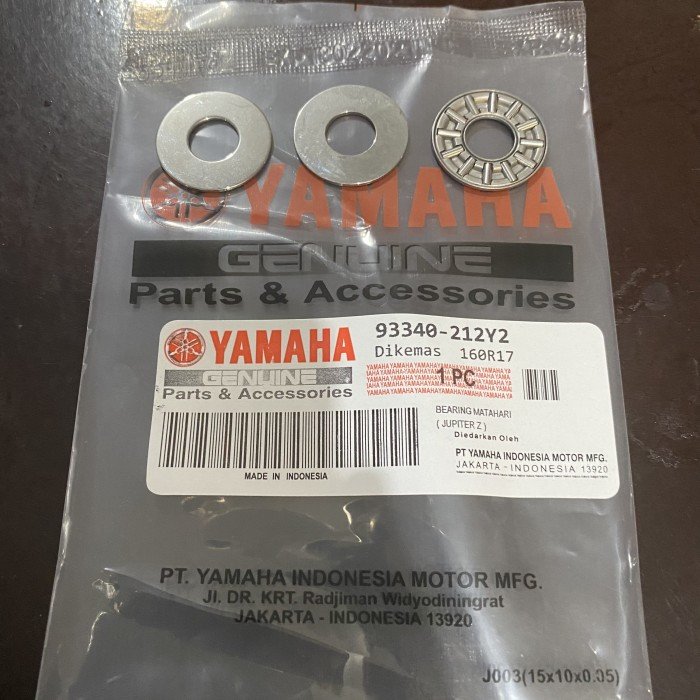 YAMAHA
GENUINE
Parts & Accessories
YAMAHA
GENUINE
Parts & Accessories
93340-212Y2
Dikemas 160R17
1 PC
BEARING MATAHARI
( JUPITER Z )
Diedarkan Oleh
PT YAMAHA INDONESIA MOTOR MFG.
JAKARTA - INDONESIA 13920
MADE IN INDONESIA
PT. YAMAHA INDONESIA MOTOR MFG.
Jl. DR. KRT. Radjiman Widyodiningrat
JAKARTA - INDONESIA 13920
J003(15x10x0.05)